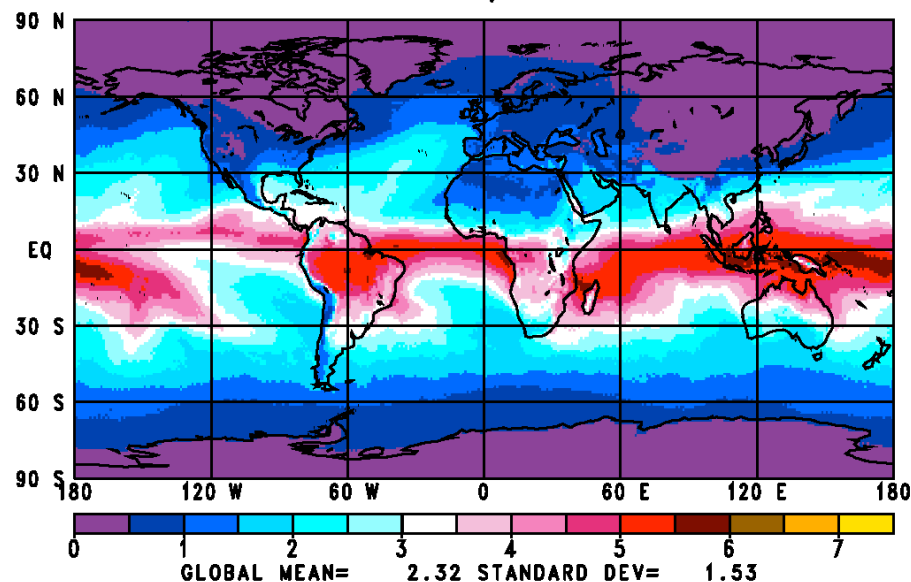 90 N
60 N
30 N
EQ
30 S
60 S
90 S
180 120 W 60 W 0 60 E 120 E 180
0 1 2 3 4 5 6 7
GLOBAL MEAN= 2.32 STANDARD DEV= 1.53